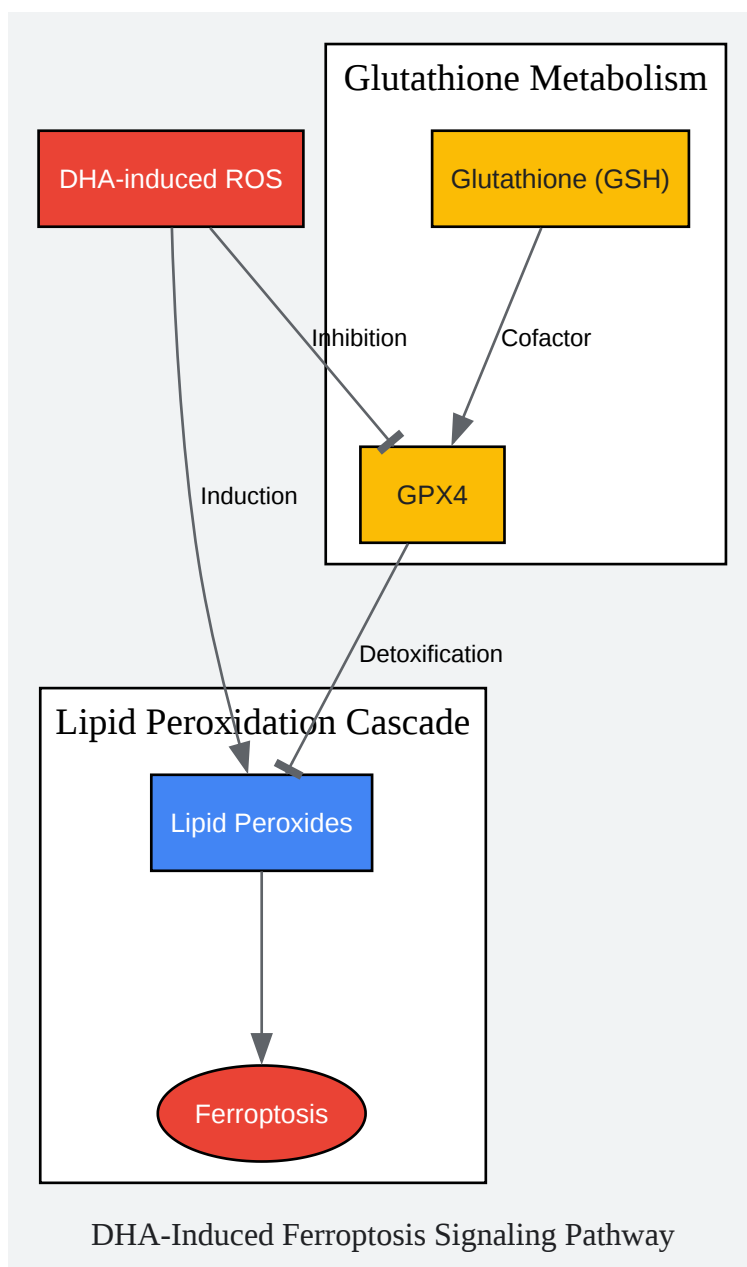 Glutathione Metabolism
DHA-induced ROS
Glutathione (GSH)
Inhibition
Cofactor
GPX4
Induction
Detoxification
Lipid Peroxidation Cascade
Lipid Peroxides
Ferroptosis
DHA-Induced Ferroptosis Signaling Pathway